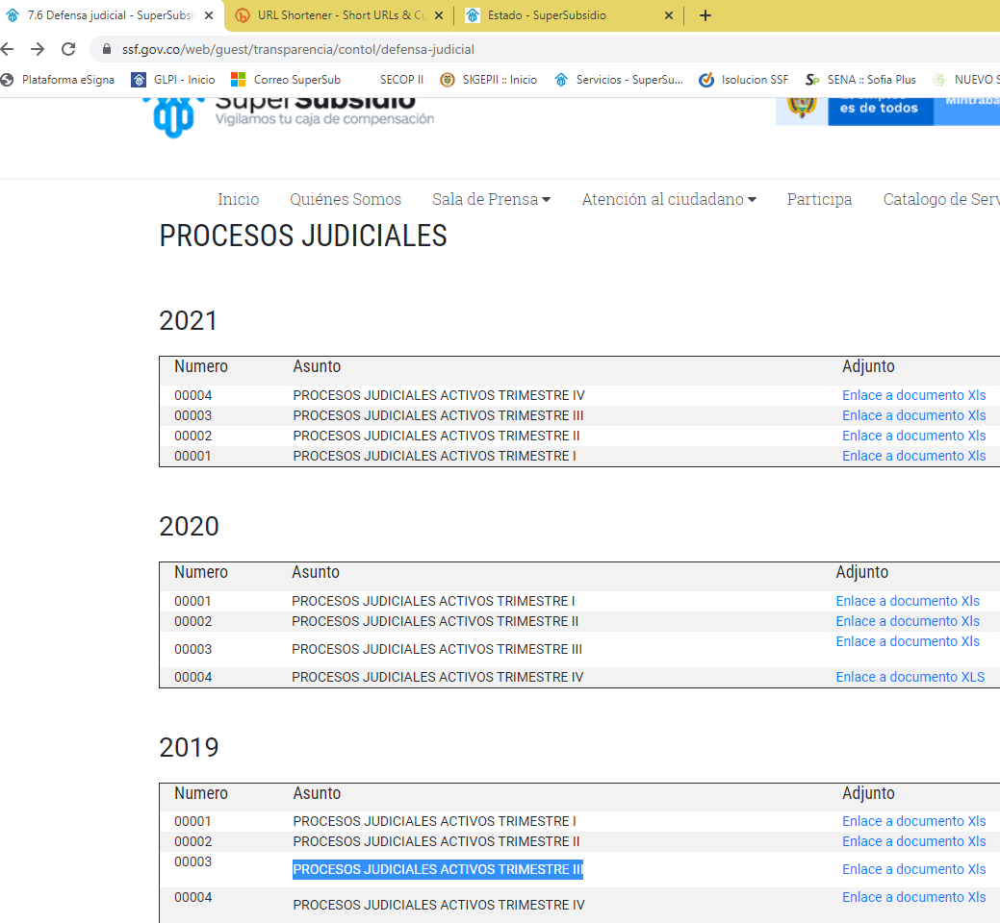 7.6 Defensa judicial - SuperSubsi
URL Shortener - Short URLs & Cu
Estado - SuperSubsidio
ssf.gov.co/web/guest/transparencia/contol/defensa-judicial
Plataforma eSigna GLPI - Inicio Correo SuperSub SECOP II SIGEPII :: Inicio Servicios - SuperSu... Isolucion SSF Sp SENA :: Sofia Plus NUEVO S
SuperSubsidio
Vigilamos tu caja de compensación
El empleo
es de todos
Mintraba
Inicio Quiénes Somos Sala de Prensa Atención al ciudadano Participa Catalogo de Serv
PROCESOS JUDICIALES
2021
Numero Asunto Adjunto
00004 PROCESOS JUDICIALES ACTIVOS TRIMESTRE IV Enlace a documento Xls
00003 PROCESOS JUDICIALES ACTIVOS TRIMESTRE III Enlace a documento Xls
00002 PROCESOS JUDICIALES ACTIVOS TRIMESTRE II Enlace a documento Xls
00001 PROCESOS JUDICIALES ACTIVOS TRIMESTRE I Enlace a documento Xls
2020
Numero Asunto Adjunto
00001 PROCESOS JUDICIALES ACTIVOS TRIMESTRE I Enlace a documento Xls
00002 PROCESOS JUDICIALES ACTIVOS TRIMESTRE II Enlace a documento Xls
00003 PROCESOS JUDICIALES ACTIVOS TRIMESTRE III Enlace a documento Xls
00004 PROCESOS JUDICIALES ACTIVOS TRIMESTRE IV Enlace a documento XLS
2019
Numero Asunto Adjunto
00001 PROCESOS JUDICIALES ACTIVOS TRIMESTRE I Enlace a documento Xls
00002 PROCESOS JUDICIALES ACTIVOS TRIMESTRE II Enlace a documento Xls
00003 PROCESOS JUDICIALES ACTIVOS TRIMESTRE III Enlace a documento Xls
00004 PROCESOS JUDICIALES ACTIVOS TRIMESTRE IV Enlace a documento Xls